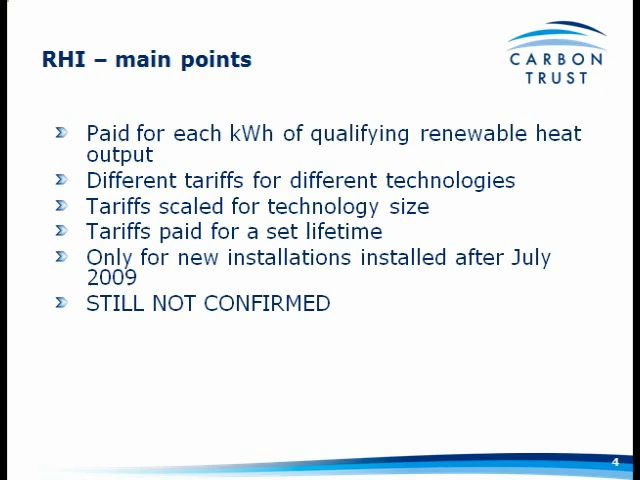 RHI – main points
CARBON
TRUST
Paid for each kWh of qualifying renewable heat
output
Different tariffs for different technologies
Tariffs scaled for technology size
Tariffs paid for a set lifetime
Only for new installations installed after July
2009
STILL NOT CONFIRMED
4